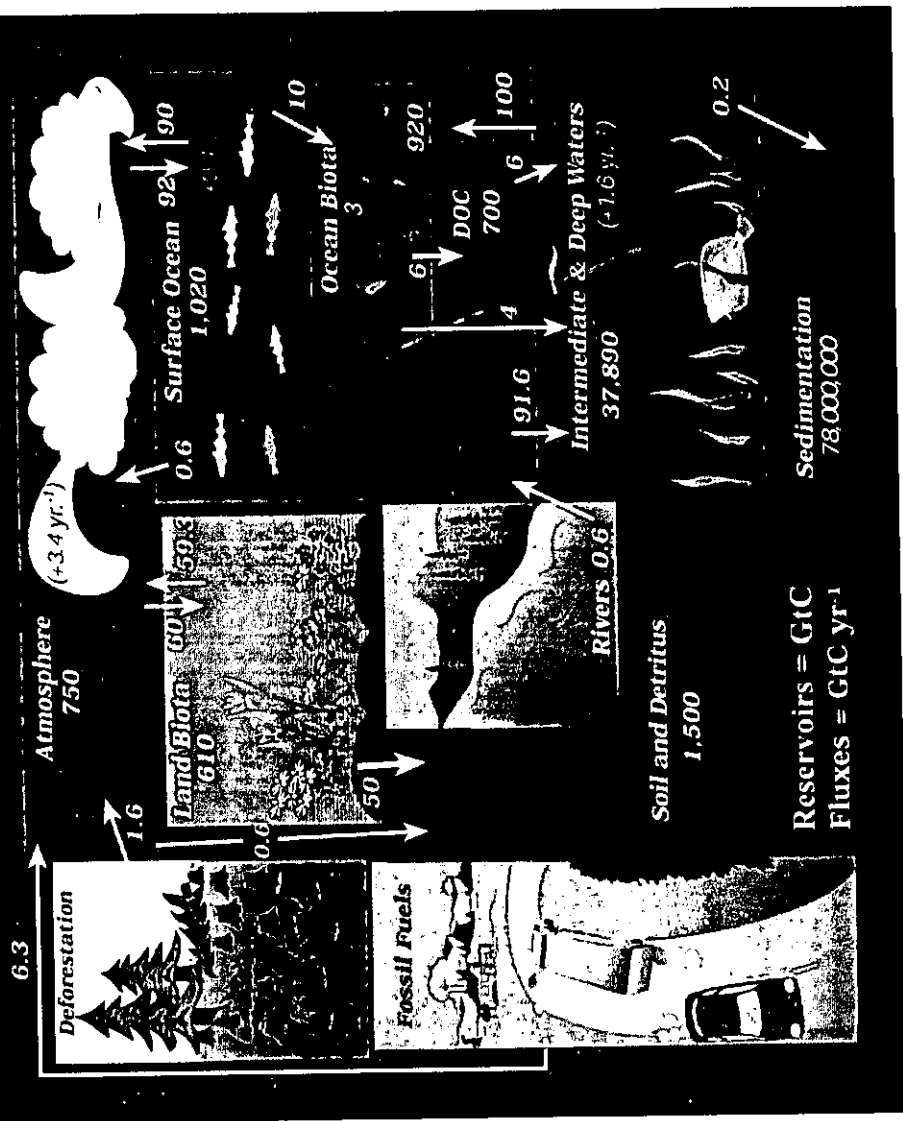 6.3
Deforestation
1.6
0.6
Fossil Fuels
Atmosphere
750
(+3.4 yr.⁻¹)
Land Biota
610
60
59.3
50
Rivers 0.6
Soil and Detritus
1,500
Reservoirs = GtC
Fluxes = GtC yr⁻¹
0.6
Surface Ocean
1,020
92
90
10
Ocean Biota
3
920
6
DOC
700
100
6
4
91.6
Intermediate & Deep Waters
37,890
(+1.6 yr.⁻¹)
Sedimentation
78,000,000
0.2